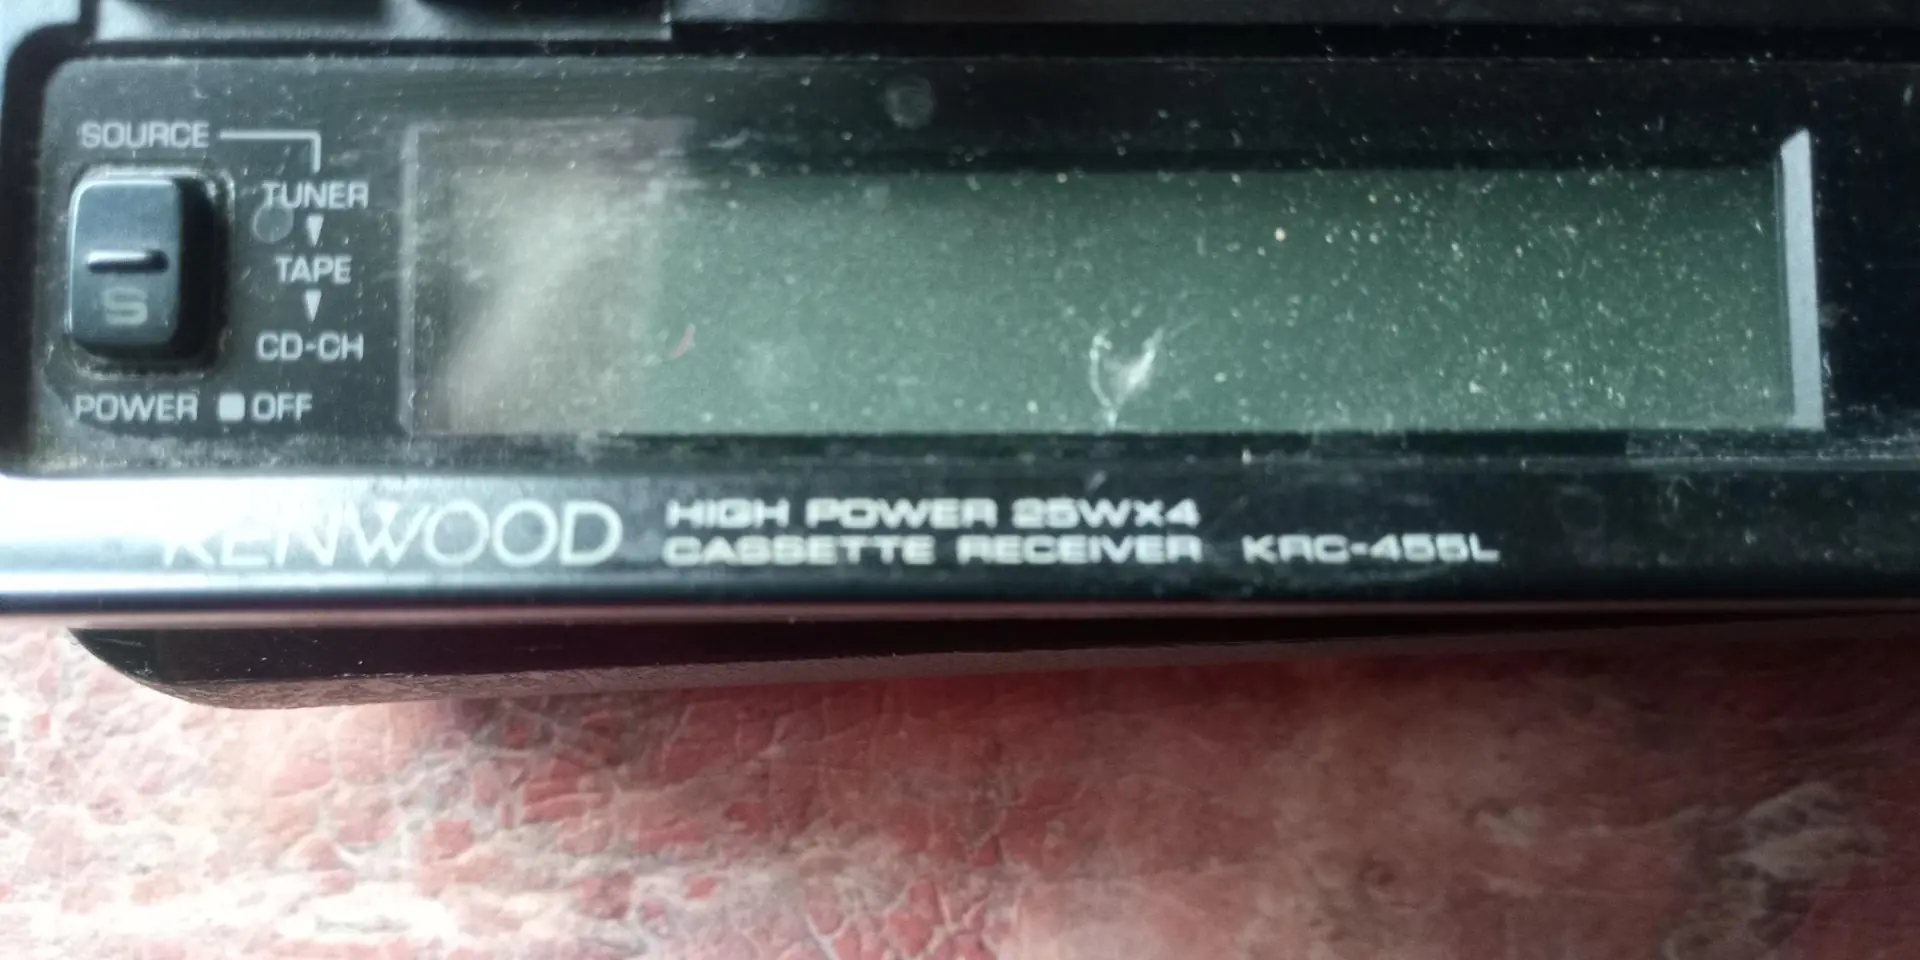 SOURCE
TUNER
TAPE
CD-CH
S
POWER OFF
KENWOOD
HIGH POWER 25WX4
CASSETTE RECEIVER KRC-455L